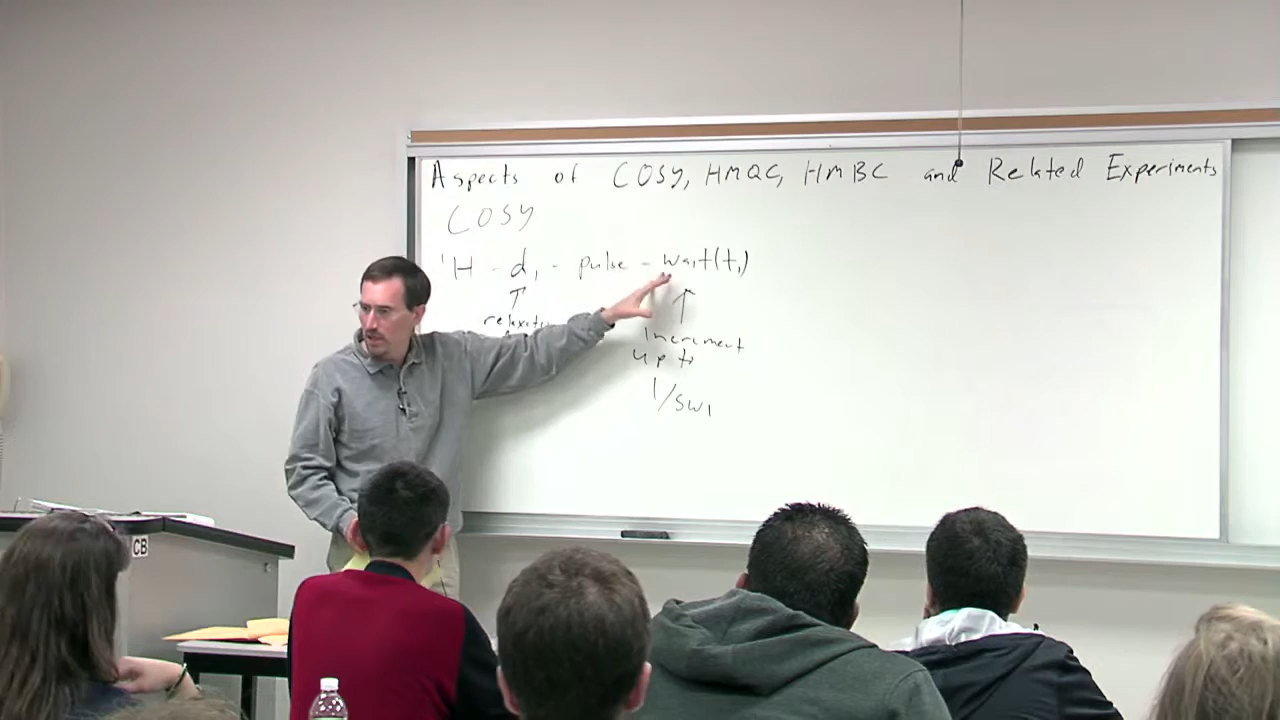 Aspects of COSY, HMQC, HMBC and Related Experiments
COSY
¹H - d₁ - pulse - wait(t₁)
↑ ↑
increment
up to
1/sw1
CB